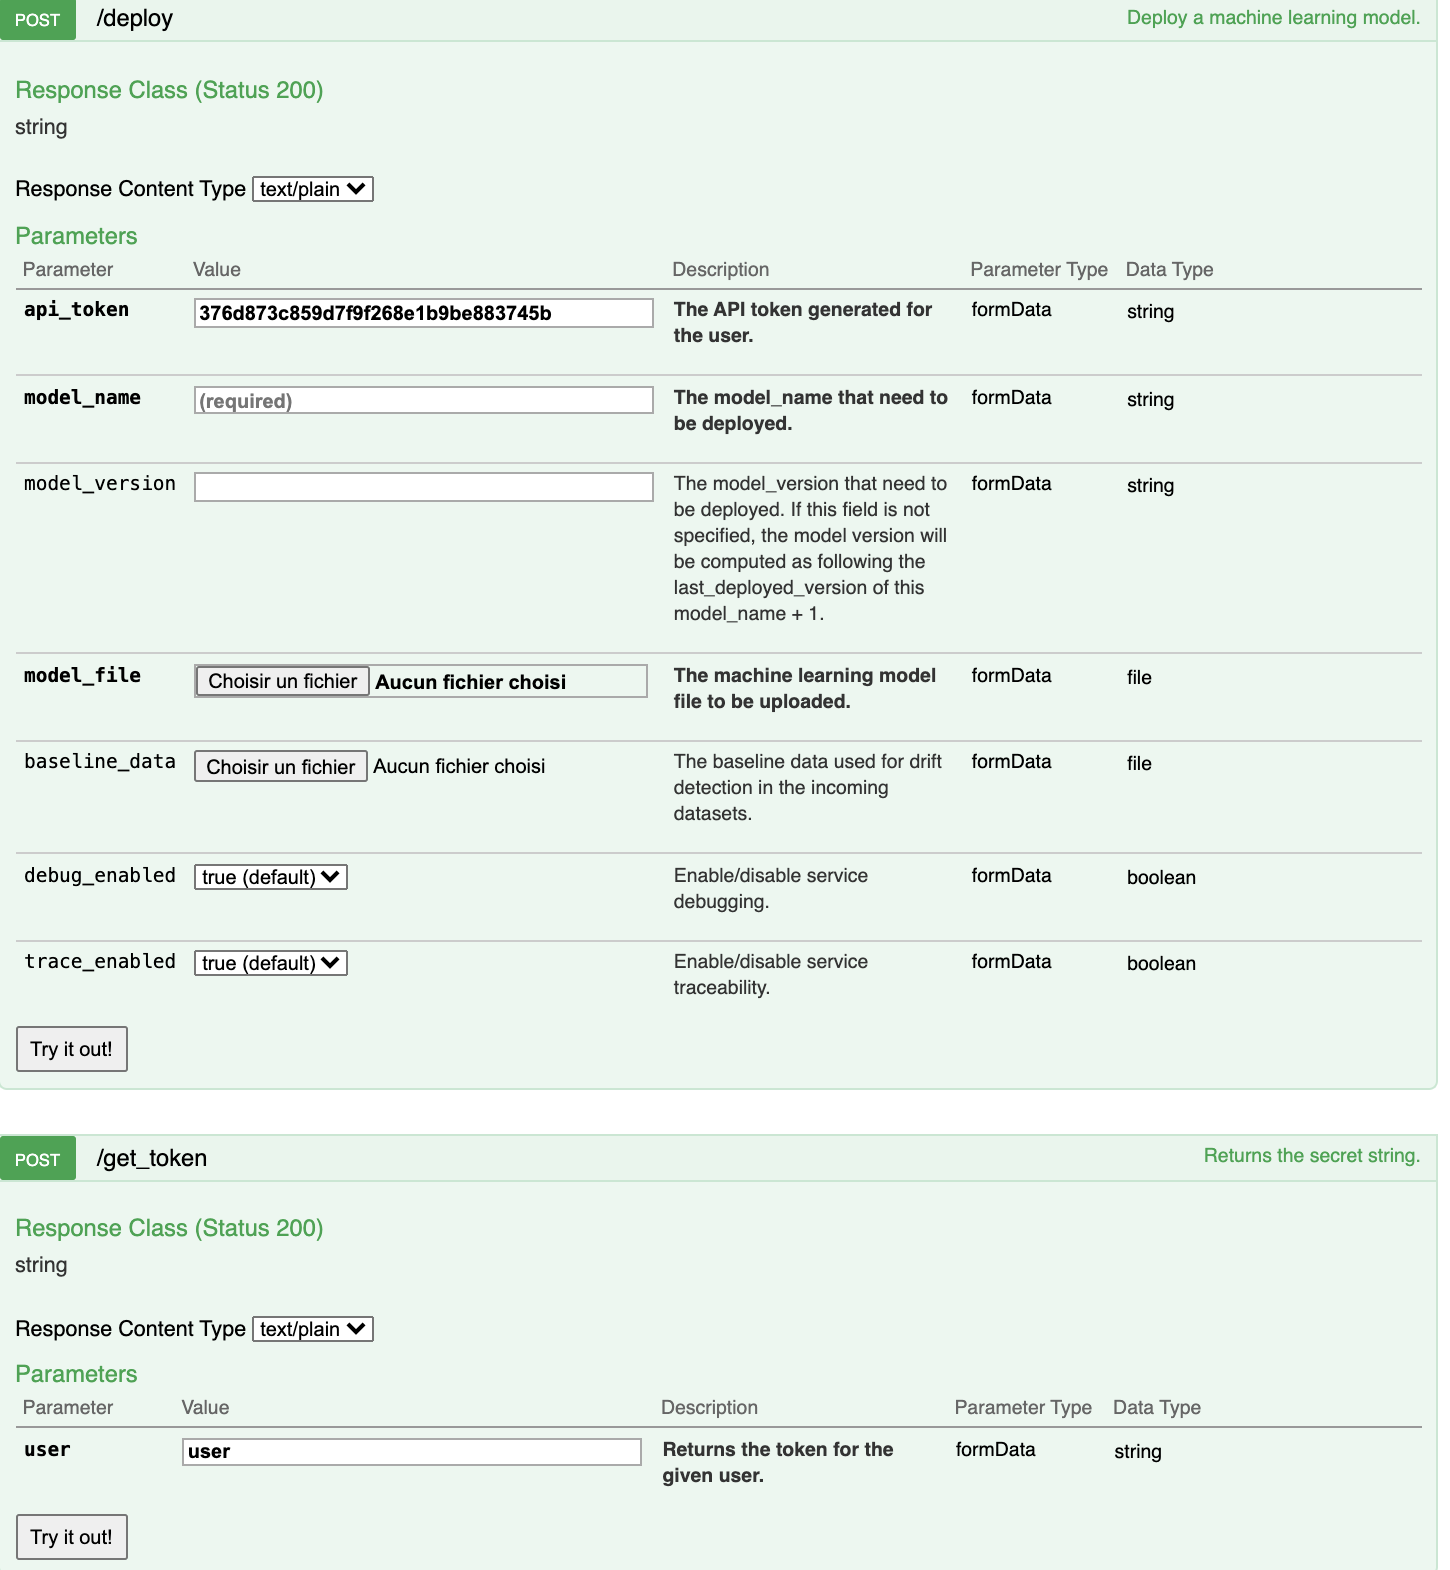 POST /deploy Deploy a machine learning model.
Response Class (Status 200)
string
Response Content Type text/plain
Parameters
Parameter Value Description Parameter Type Data Type
api_token 376d873c859d7f9f268e1b9be883745b The API token generated for formData string
the user.
model_name (required) The model_name that need to formData string
be deployed.
model_version The model_version that need to formData string
be deployed. If this field is not
specified, the model version will
be computed as following the
last_deployed_version of this
model_name + 1.
model_file Choisir un fichier Aucun fichier choisi The machine learning model formData file
file to be uploaded.
baseline_data Choisir un fichier Aucun fichier choisi The baseline data used for drift formData file
detection in the incoming
datasets.
debug_enabled true (default) Enable/disable service formData boolean
debugging.
trace_enabled true (default) Enable/disable service formData boolean
traceability.
Try it out!
POST /get_token Returns the secret string.
Response Class (Status 200)
string
Response Content Type text/plain
Parameters
Parameter Value Description Parameter Type Data Type
user user Returns the token for the formData string
given user.
Try it out!